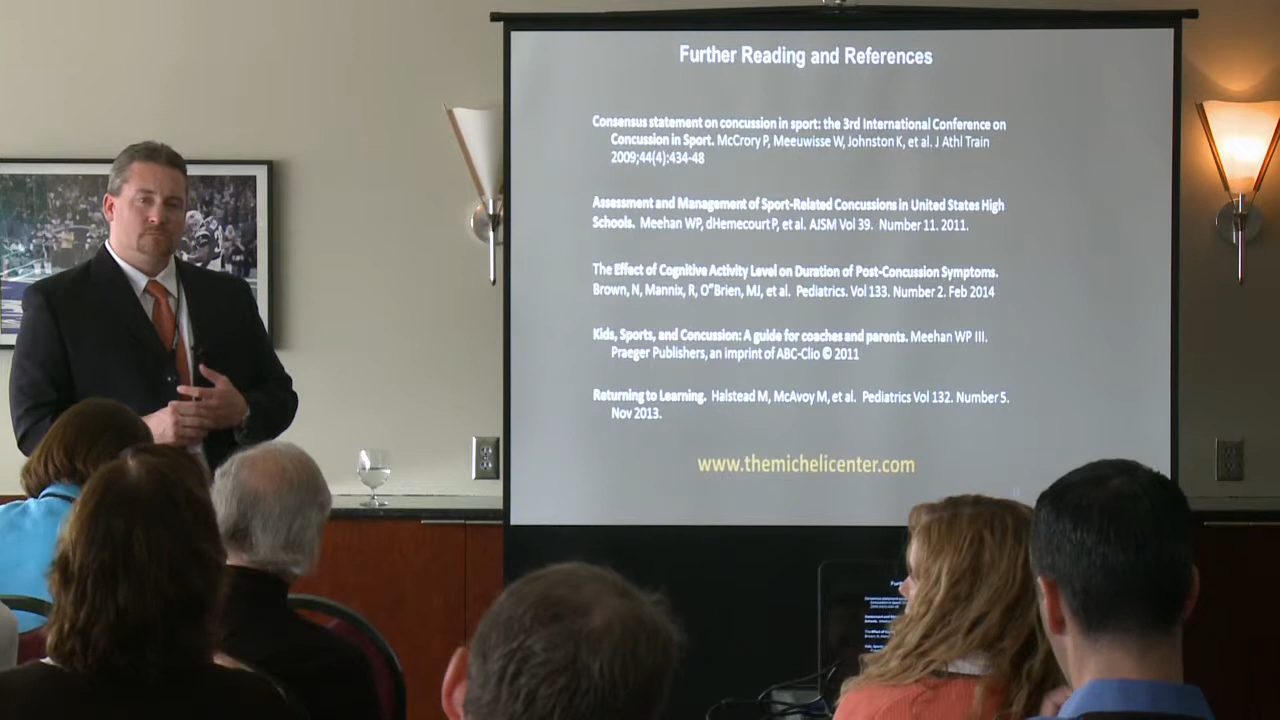 Further Reading and References
Consensus statement on concussion in sport: the 3rd International Conference on
Concussion in Sport. McCrory P, Meeuwisse W, Johnston K, et al. J Athl Train
2009;44(4):434-48
Assessment and Management of Sport-Related Concussions in United States High
Schools. Meehan WP, dHemecourt P, et al. AJSM Vol 39. Number 11. 2011.
The Effect of Cognitive Activity Level on Duration of Post-Concussion Symptoms.
Brown, N, Mannix, R, O"Brien, MJ, et al. Pediatrics. Vol 133. Number 2. Feb 2014
Kids, Sports, and Concussion: A guide for coaches and parents. Meehan WP III.
Praeger Publishers, an imprint of ABC-Clio © 2011
Returning to Learning. Halstead M, McAvoy M, et al. Pediatrics Vol 132. Number 5.
Nov 2013.
www.themichelicenter.com